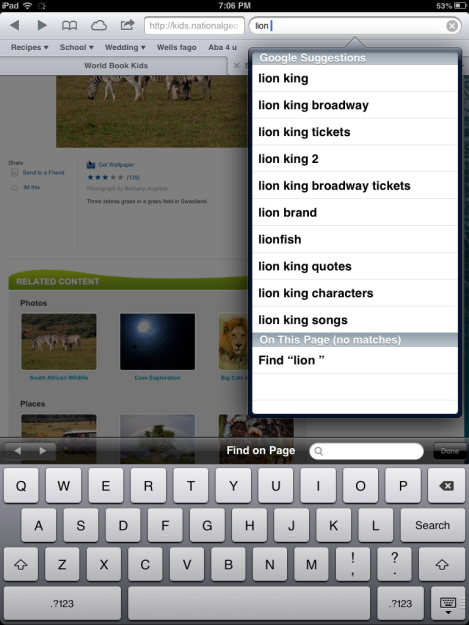 iPad
7:06 PM
53%
http://kids.nationalgeo
lion
Recipes ▾ School ▾ Wedding ▾ Wells fago Aba 4 u
World Book Kids
Google Suggestions
lion king
lion king broadway
lion king tickets
lion king 2
lion king broadway tickets
lion brand
lionfish
lion king quotes
lion king characters
lion king songs
On This Page (no matches)
Find “lion ”
Share
Send to a Friend
IM this
Get Wallpaper
(139)
Photograph by
Three zebras graze in a grass field in Swaziland.
RELATED CONTENT
Photos
South African Wildlife
Cave Exploration
Big Cats
Places
Find on Page
Done
Q W E R T Y U I O P
A S D F G H J K L Search
Z X C V B N M ! , ? .
.?123 .?123